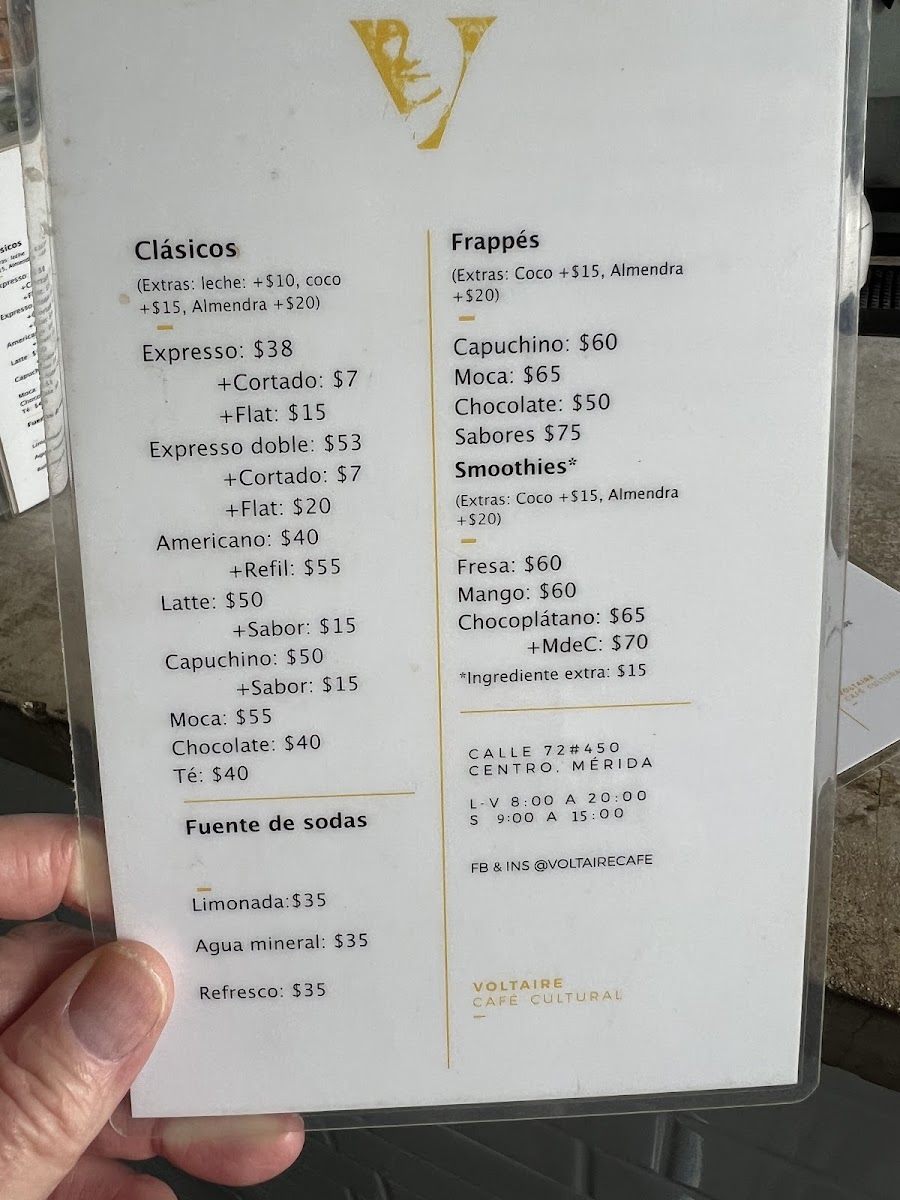 Clásicos
(Extras: leche: +$10, coco
+$15, Almendra +$20)
Expresso: $38
+Cortado: $7
+Flat: $15
Expresso doble: $53
+Cortado: $7
+Flat: $20
Americano: $40
+Refil: $55
Latte: $50
+Sabor: $15
Capuchino: $50
+Sabor: $15
Moca: $55
Chocolate: $40
Té: $40
Fuente de sodas
Limonada:$35
Agua mineral: $35
Refresco: $35
Frappés
(Extras: Coco +$15, Almendra
+$20)
Capuchino: $60
Moca: $65
Chocolate: $50
Sabores $75
Smoothies*
(Extras: Coco +$15, Almendra
+$20)
Fresa: $60
Mango: $60
Chocoplátano: $65
+MdeC: $70
*Ingrediente extra: $15
CALLE 72#450
CENTRO. MÉRIDA
L-V 8:00 A 20:00
S 9:00 A 15:00
FB & INS @VOLTAIRECAFE
VOLTAIRE
CAFÉ CULTURAL
VOLTAIRE
CAFÉ CULTURAL